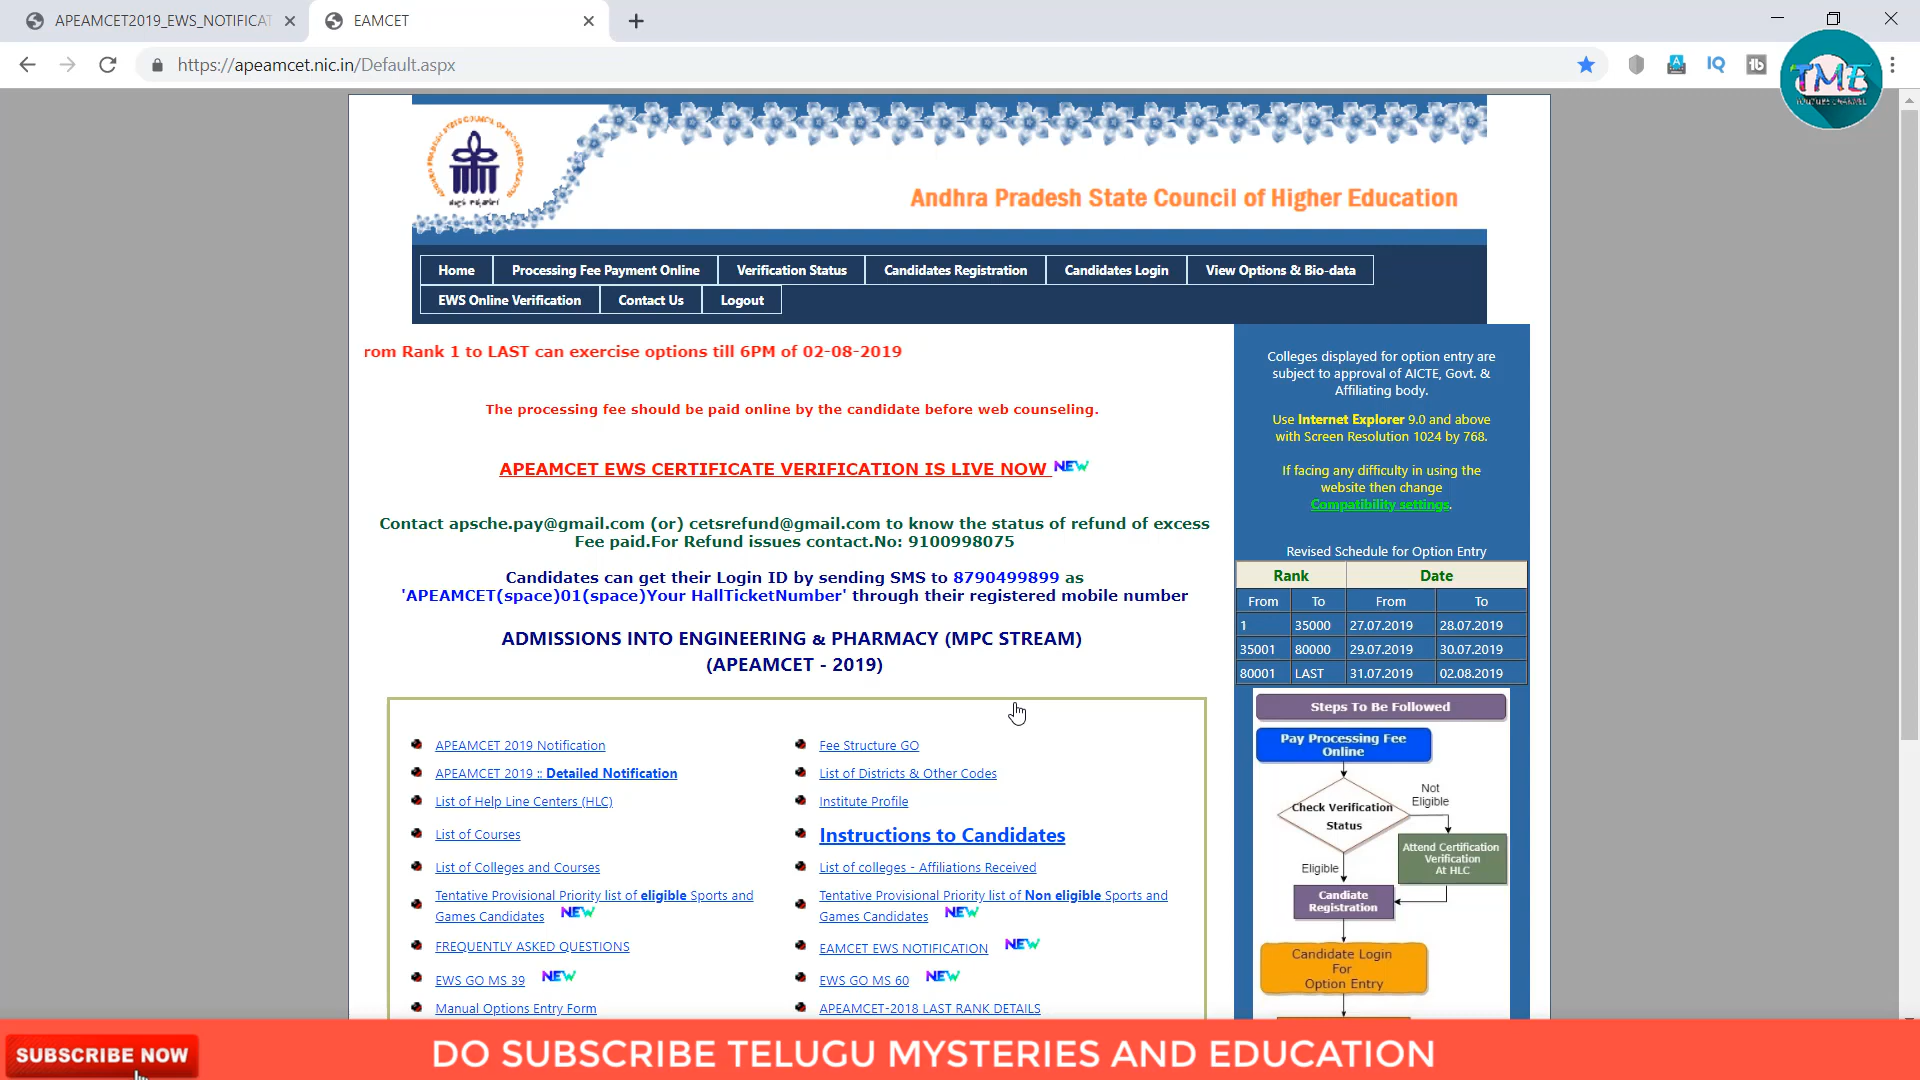 APEAMCET2019_EWS_NOTIFICAT
EAMCET
https://apeamcet.nic.in/Default.aspx
IQ
TME
YOUTUBE CHANNEL
Andhra Pradesh State Council of Higher Education
Home
Processing Fee Payment Online
Verification Status
Candidates Registration
Candidates Login
View Options & Bio-data
EWS Online Verification
Contact Us
Logout
rom Rank 1 to LAST can exercise options till 6PM of 02-08-2019
The processing fee should be paid online by the candidate before web counseling.
APEAMCET EWS CERTIFICATE VERIFICATION IS LIVE NOW NEW
Contact apsche.pay@gmail.com (or) cetsrefund@gmail.com to know the status of refund of excess
Fee paid.For Refund issues contact.No: 9100998075
Candidates can get their Login ID by sending SMS to 8790499899 as
'APEAMCET(space)01(space)Your HallTicketNumber' through their registered mobile number
ADMISSIONS INTO ENGINEERING & PHARMACY (MPC STREAM)
(APEAMCET - 2019)
APEAMCET 2019 Notification
Fee Structure GO
APEAMCET 2019 :: Detailed Notification
List of Districts & Other Codes
List of Help Line Centers (HLC)
Institute Profile
List of Courses
Instructions to Candidates
List of Colleges and Courses
List of colleges - Affiliations Received
Tentative Provisional Priority list of eligible Sports and
Games Candidates NEW
Tentative Provisional Priority list of Non eligible Sports and
Games Candidates NEW
FREQUENTLY ASKED QUESTIONS
EAMCET EWS NOTIFICATION NEW
EWS GO MS 39 NEW
EWS GO MS 60 NEW
Manual Options Entry Form
APEAMCET-2018 LAST RANK DETAILS
Colleges displayed for option entry are
subject to approval of AICTE, Govt. &
Affiliating body.
Use Internet Explorer 9.0 and above
with Screen Resolution 1024 by 768.
If facing any difficulty in using the
website then change
Compatibility settings.
Revised Schedule for Option Entry
Rank Date
From To From To
1 35000 27.07.2019 28.07.2019
35001 80000 29.07.2019 30.07.2019
80001 LAST 31.07.2019 02.08.2019
Steps To Be Followed
Pay Processing Fee
Online
Check Verification
Status
Not
Eligible
Attend Certification
Verification
At HLC
Eligible
Candiate
Registration
Candidate Login
For
Option Entry
SUBSCRIBE NOW
DO SUBSCRIBE TELUGU MYSTERIES AND EDUCATION